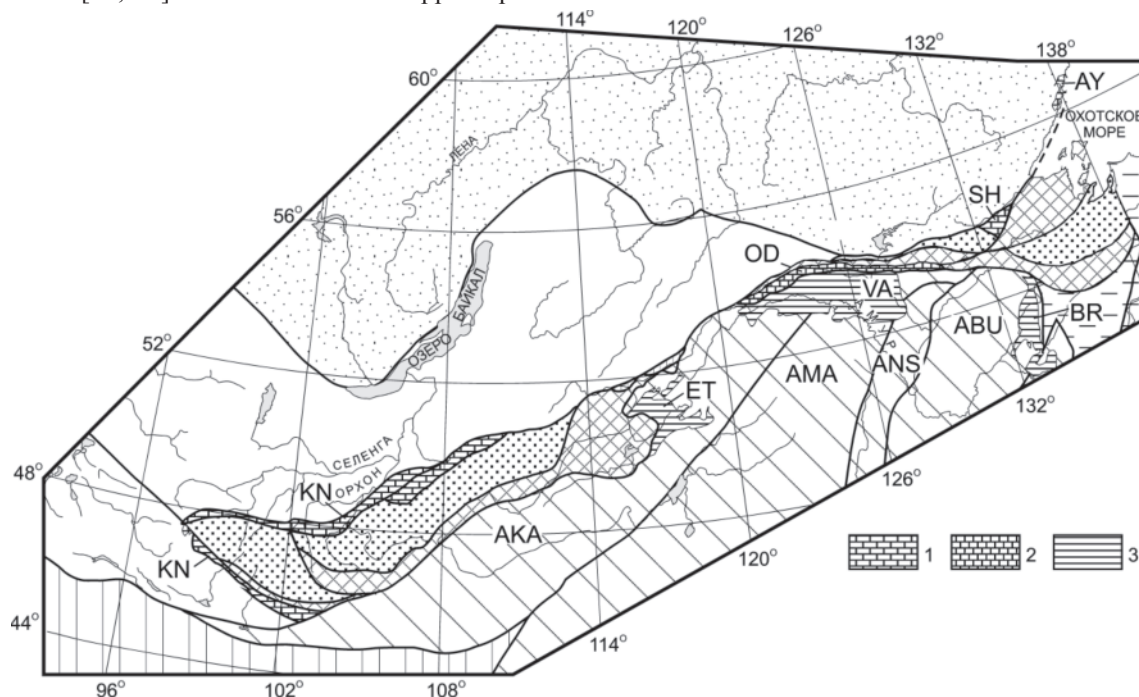 114°
120°
126°
132°
138°
60°
AY
ОХОТСКОЕ
МОРЕ
ЛЕНА
SH
56°
OD
БАЙКАЛ
ОЗЕРО
VA
BR
ABU
52°
AMA
ANS
ET
132°
СЕЛЕНГА
48°
KN
ОРХОН
126°
AKA
KN
120°
1
2
3
44°
114°
96°
102°
108°